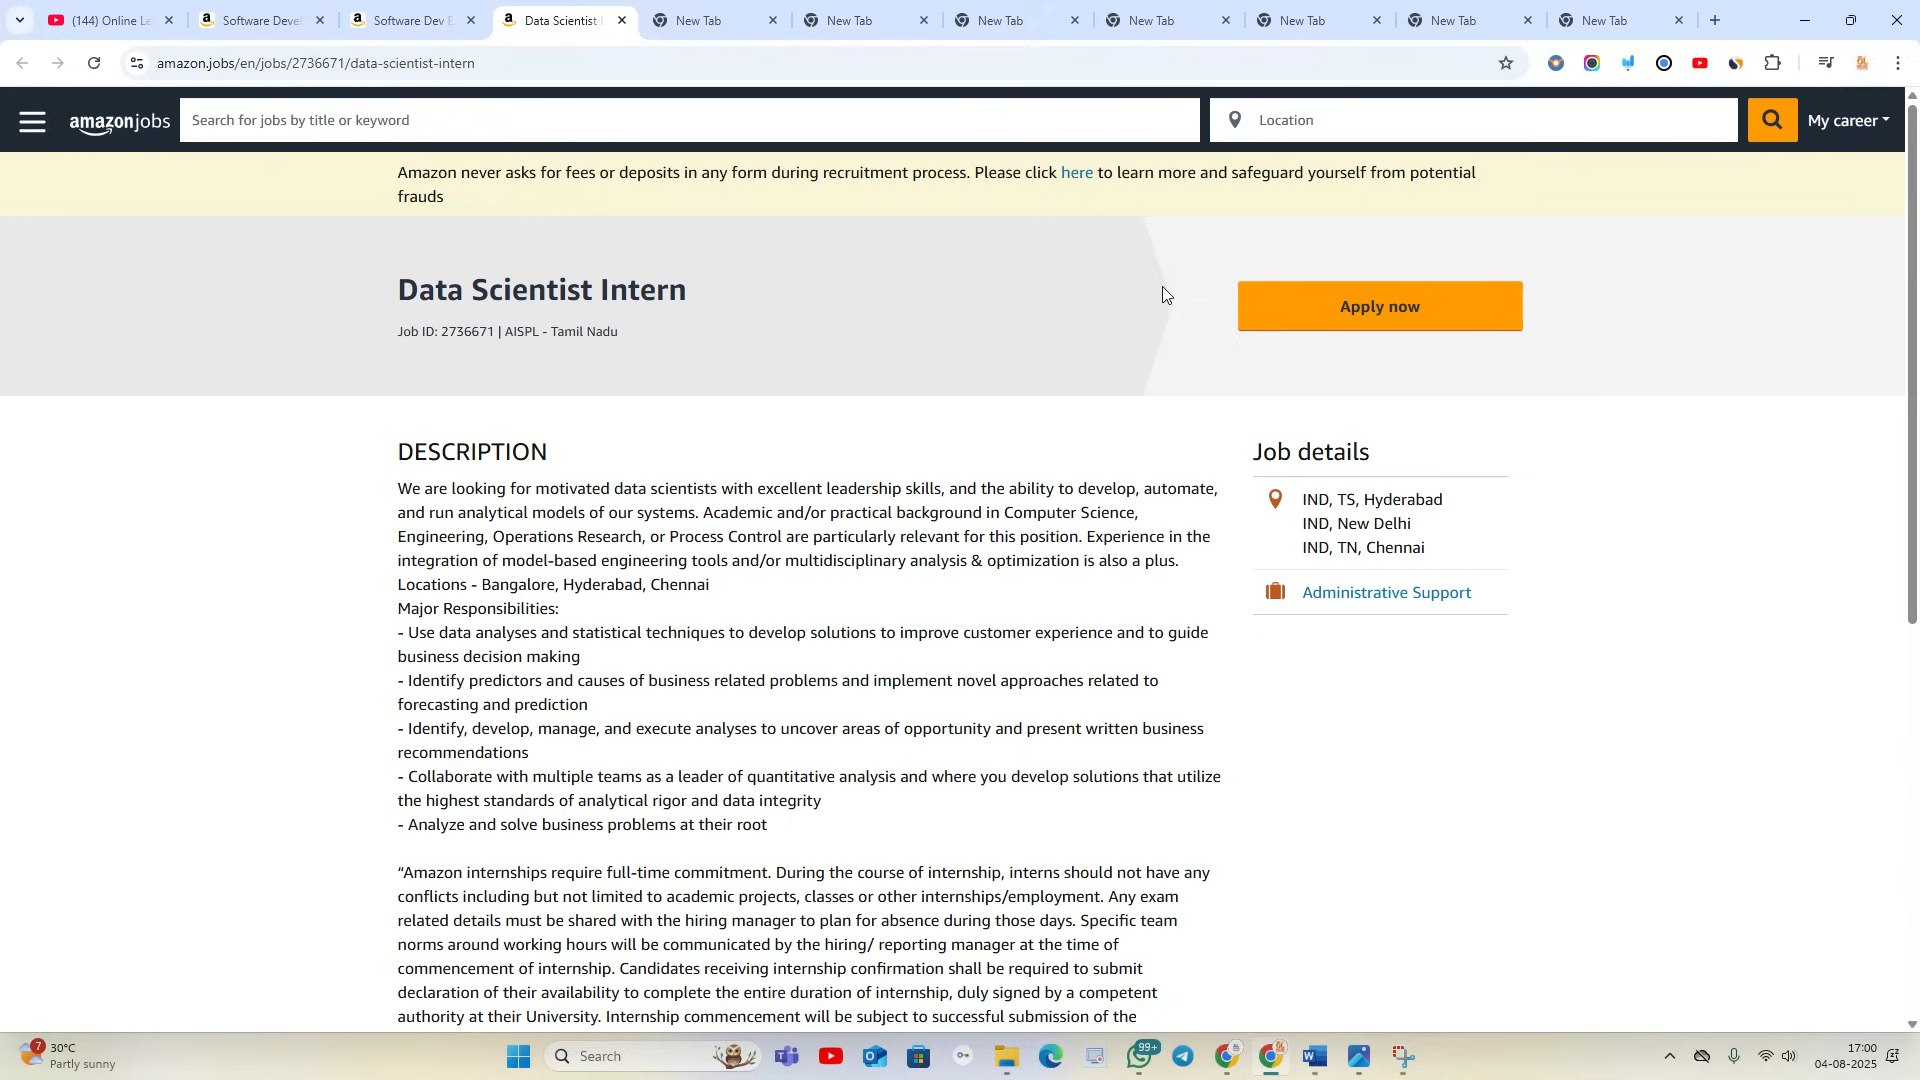 (144) Online Le
Software Deve
Software Dev E
Data Scientist I
New Tab
New Tab
New Tab
New Tab
New Tab
New Tab
New Tab
amazon.jobs/en/jobs/2736671/data-scientist-intern
amazonjobs
Search for jobs by title or keyword
Location
My career
Amazon never asks for fees or deposits in any form during recruitment process. Please click here to learn more and safeguard yourself from potential
frauds
Data Scientist Intern
Job ID: 2736671 | AISPL - Tamil Nadu
Apply now
DESCRIPTION
We are looking for motivated data scientists with excellent leadership skills, and the ability to develop, automate,
and run analytical models of our systems. Academic and/or practical background in Computer Science,
Engineering, Operations Research, or Process Control are particularly relevant for this position. Experience in the
integration of model-based engineering tools and/or multidisciplinary analysis & optimization is also a plus.
Locations - Bangalore, Hyderabad, Chennai
Major Responsibilities:
- Use data analyses and statistical techniques to develop solutions to improve customer experience and to guide
business decision making
- Identify predictors and causes of business related problems and implement novel approaches related to
forecasting and prediction
- Identify, develop, manage, and execute analyses to uncover areas of opportunity and present written business
recommendations
- Collaborate with multiple teams as a leader of quantitative analysis and where you develop solutions that utilize
the highest standards of analytical rigor and data integrity
- Analyze and solve business problems at their root
“Amazon internships require full-time commitment. During the course of internship, interns should not have any
conflicts including but not limited to academic projects, classes or other internships/employment. Any exam
related details must be shared with the hiring manager to plan for absence during those days. Specific team
norms around working hours will be communicated by the hiring/ reporting manager at the time of
commencement of internship. Candidates receiving internship confirmation shall be required to submit
declaration of their availability to complete the entire duration of internship, duly signed by a competent
authority at their University. Internship commencement will be subject to successful submission of the
Job details
IND, TS, Hyderabad
IND, New Delhi
IND, TN, Chennai
Administrative Support
7
30°C
Partly sunny
Search
99+
17:00
04-08-2025